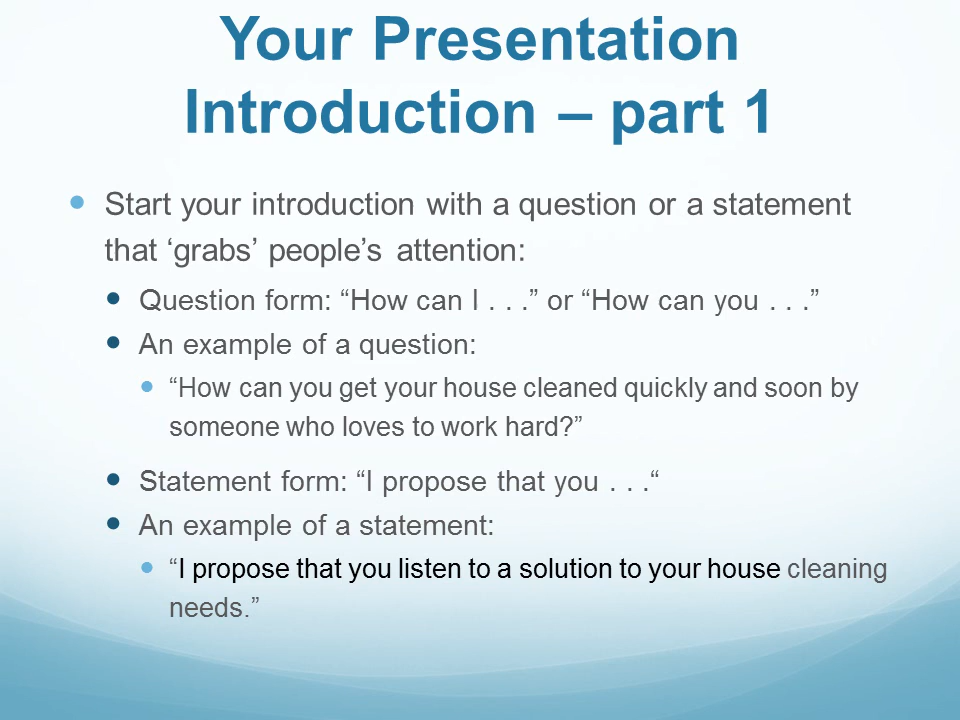 Your Presentation
Introduction – part 1
Start your introduction with a question or a statement
that ‘grabs’ people’s attention:
Question form: “How can I . . .” or “How can you . . .”
An example of a question:
“How can you get your house cleaned quickly and soon by
someone who loves to work hard?”
Statement form: “I propose that you . . .“
An example of a statement:
“I propose that you listen to a solution to your house cleaning
needs.”